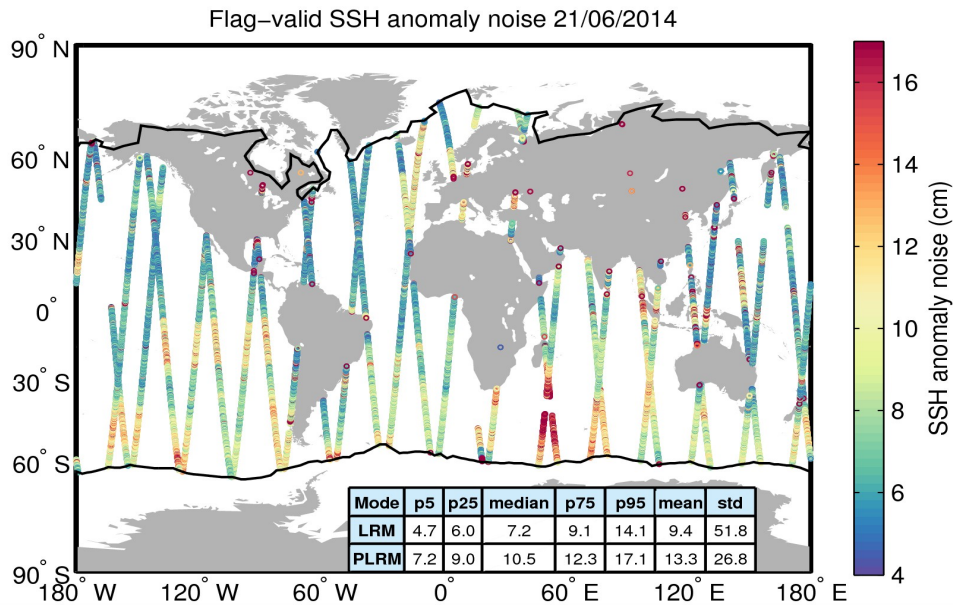 Flag−valid SSH anomaly noise 21/06/2014
90° N
60° N
30° N
0°
30° S
60° S
90° S
180° W 120° W 60° W 0° 60° E 120° E 180° E
Mode p5 p25 median p75 p95 mean std
LRM 4.7 6.0 7.2 9.1 14.1 9.4 51.8
PLRM 7.2 9.0 10.5 12.3 17.1 13.3 26.8
16
14
12
10
8
6
4
SSH anomaly noise (cm)